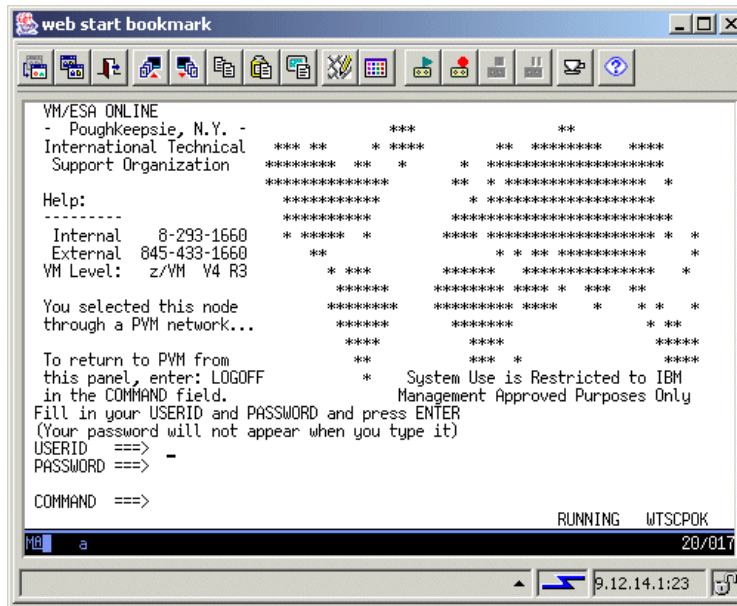 web start bookmark
VM/ESA ONLINE
- Poughkeepsie, N.Y. - *** **
International Technical *** ** * **** ** ******** ****
Support Organization ******** ** * * ********************
************** ** * **************** *
Help: *********** * *******************
--------- ********** *************************
Internal 8-293-1660 * ***** * **** ******************* * *
External 845-433-1660 ** * * ** ********** *
VM Level: z/VM V4 R3 * *** ****** *************** *
****** ******** **** * *** **
You selected this node ******** ********* **** * * * *
through a PVM network... ****** ******* * **
**** **** *****
To return to PVM from ** *** * ****
this panel, enter: LOGOFF * System Use is Restricted to IBM
in the COMMAND field. Management Approved Purposes Only
Fill in your USERID and PASSWORD and press ENTER
(Your password will not appear when you type it)
USERID ===> _
PASSWORD ===>
COMMAND ===>
RUNNING WTSCPOK
MA a 20/017
9.12.14.1:23